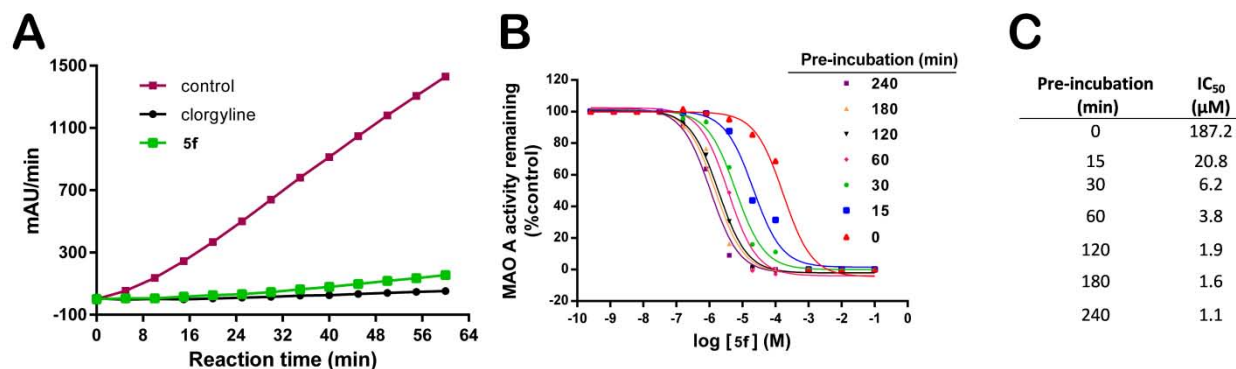 A
1500
1100
700
300
-100
mAU/min
control
clorgyline
5f
0 8 16 24 32 40 48 56 64
Reaction time (min)
B
Pre-incubation (min)
240
180
120
60
30
15
0
120
100
80
60
40
20
0
-20
MAO A activity remaining
(%control)
-10 -9 -8 -7 -6 -5 -4 -3 -2 -1 0
log [5f] (M)
C
Pre-incubation (min) IC50 (µM)
0 187.2
15 20.8
30 6.2
60 3.8
120 1.9
180 1.6
240 1.1